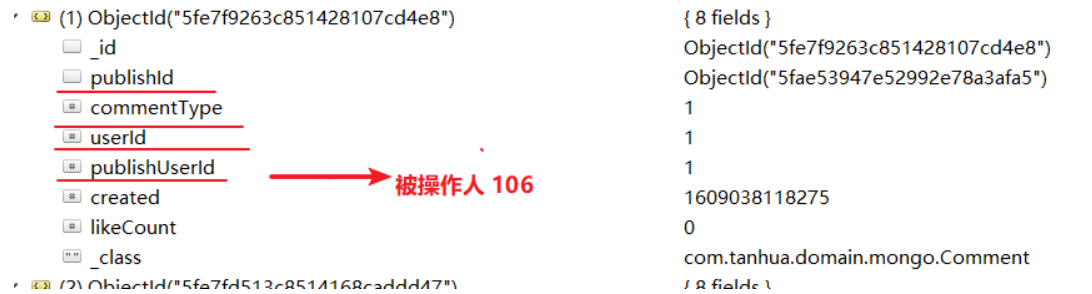 (1) ObjectId("5fe7f9263c851428107cd4e8") { 8 fields }
_id ObjectId("5fe7f9263c851428107cd4e8")
publishId ObjectId("5fae53947e52992e78a3afa5")
# commentType 1
# userId 1
# publishUserId 1
被操作人 106
# created 1609038118275
# likeCount 0
"" _class com.tanhua.domain.mongo.Comment
(2) ObjectId("5fe7fd513c8514168caddd47") { 8 fields }